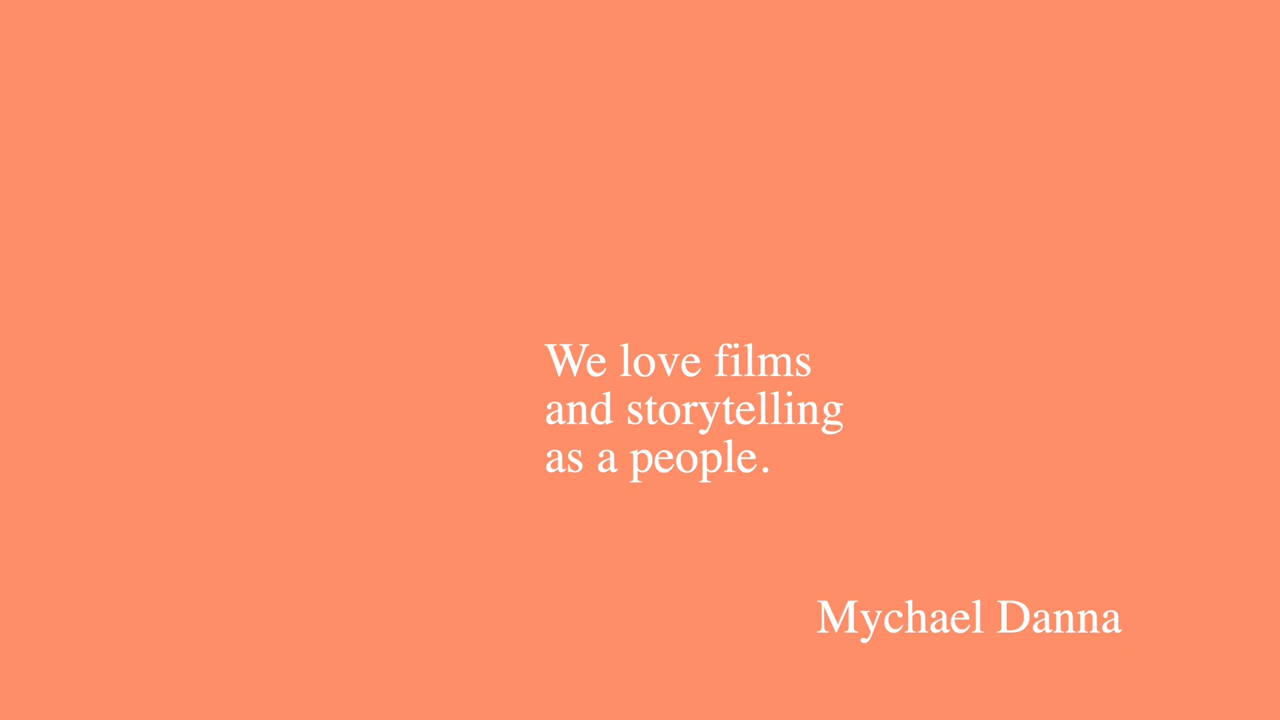 We love films
and storytelling
as a people.
Mychael Danna